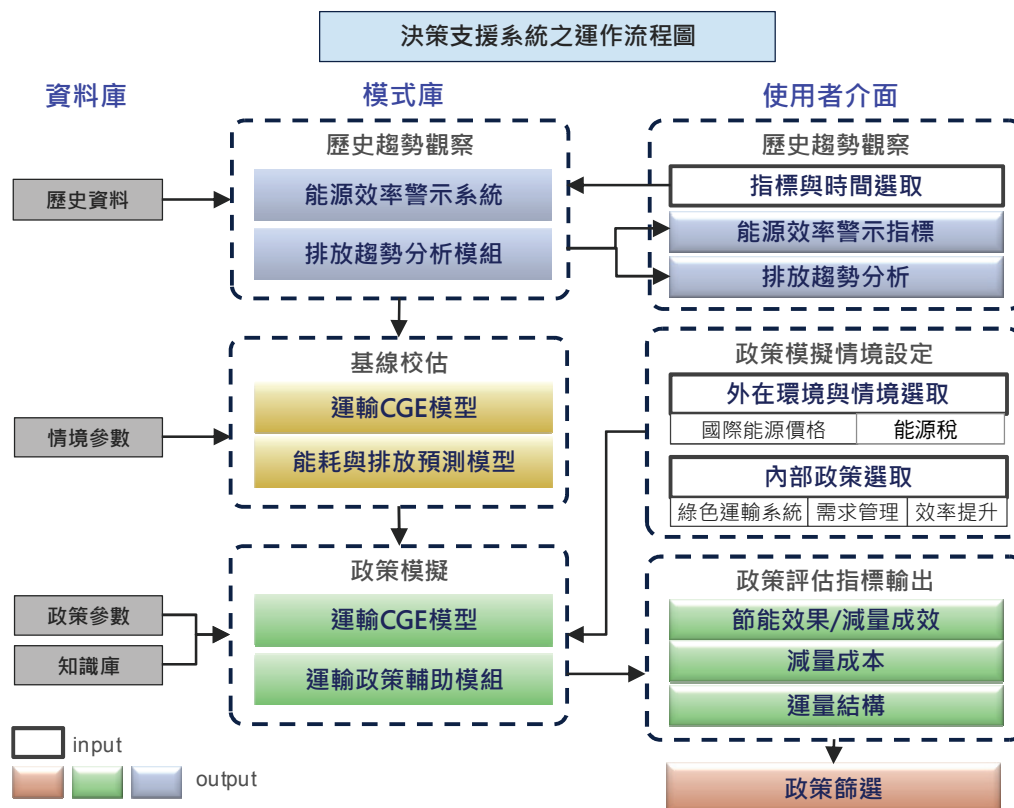 決策支援系統之運作流程圖
資料庫
模式庫
使用者介面
歷史資料
情境參數
政策參數
知識庫
歷史趨勢觀察
能源效率警示系統
排放趨勢分析模組
基線校估
運輸CGE模型
能耗與排放預測模型
政策模擬
運輸CGE模型
運輸政策輔助模組
歷史趨勢觀察
指標與時間選取
能源效率警示指標
排放趨勢分析
政策模擬情境設定
外在環境與情境選取
國際能源價格
能源稅
內部政策選取
綠色運輸系統
需求管理
效率提升
政策評估指標輸出
節能效果/減量成效
減量成本
運量結構
政策篩選
input
output